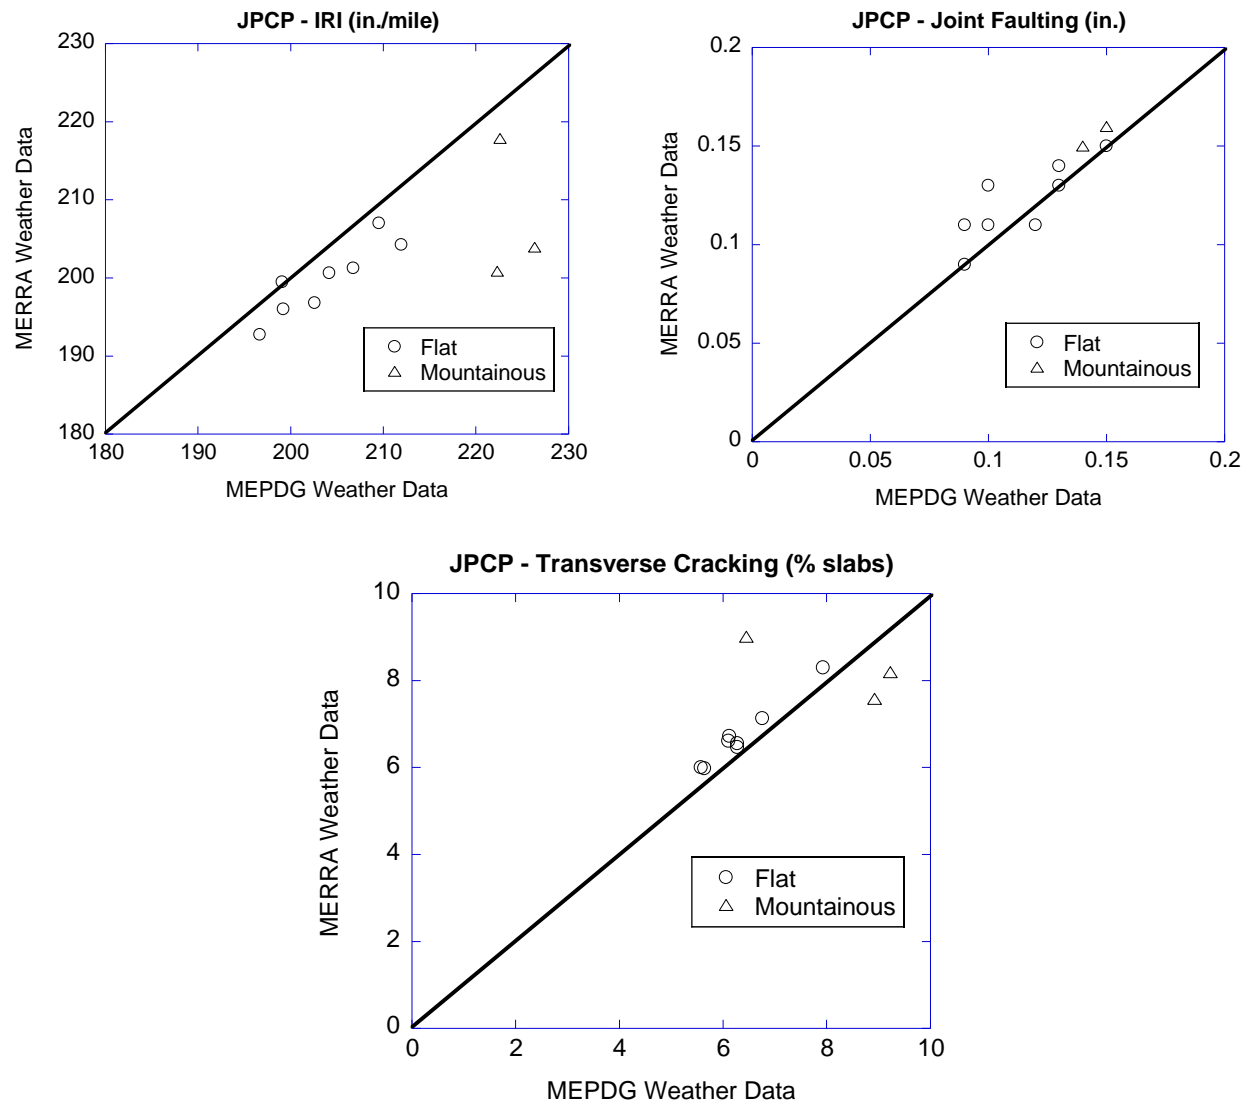 JPCP - IRI (in./mile)
230
220
210
200
190
180
180 190 200 210 220 230
MERRA Weather Data
MEPDG Weather Data
Flat
Mountainous
JPCP - Joint Faulting (in.)
0.2
0.15
0.1
0.05
0
0 0.05 0.1 0.15 0.2
MERRA Weather Data
MEPDG Weather Data
Flat
Mountainous
JPCP - Transverse Cracking (% slabs)
10
8
6
4
2
0
0 2 4 6 8 10
MERRA Weather Data
MEPDG Weather Data
Flat
Mountainous